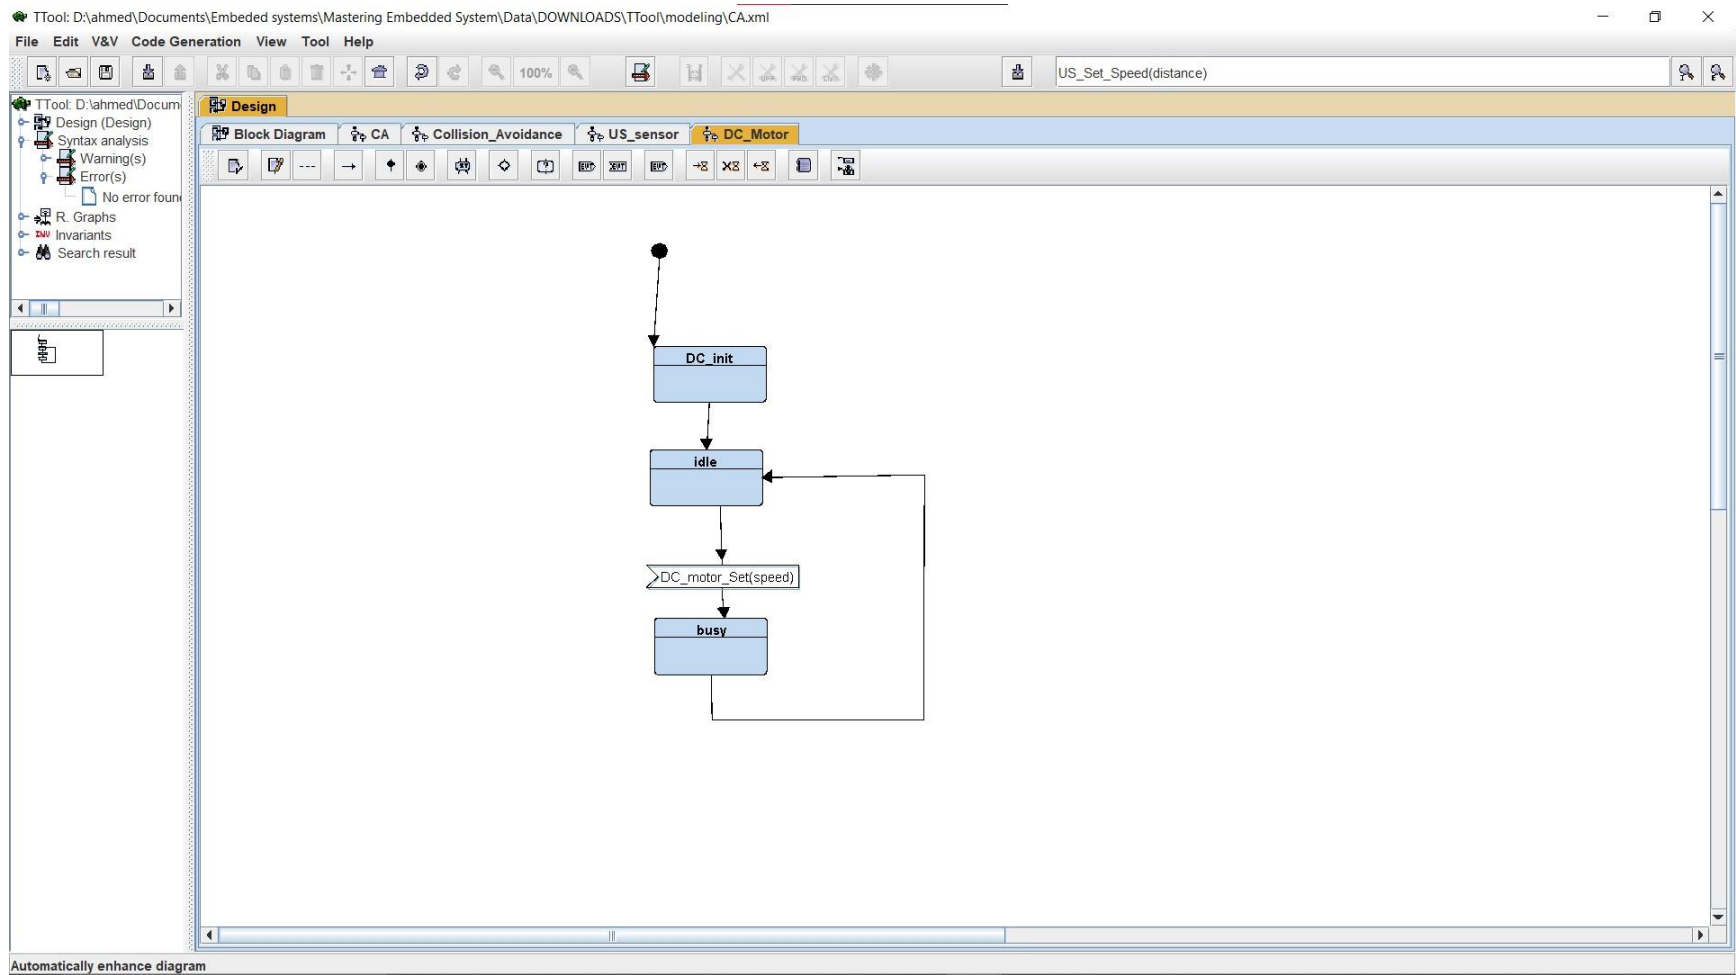 TTool: D:\ahmed\Documents\Embeded systems\Mastering Embedded System\Data\DOWNLOADS\TTool\modeling\CA.xml
File Edit V&V Code Generation View Tool Help
100% US_Set_Speed(distance)
TTool: D:\ahmed\Docum
Design (Design)
Syntax analysis
Warning(s)
Error(s)
No error foun
R. Graphs
INV Invariants
Search result
Design
Block Diagram CA Collision_Avoidance US_sensor DC_Motor
DC_init
idle
DC_motor_Set(speed)
busy
Automatically enhance diagram